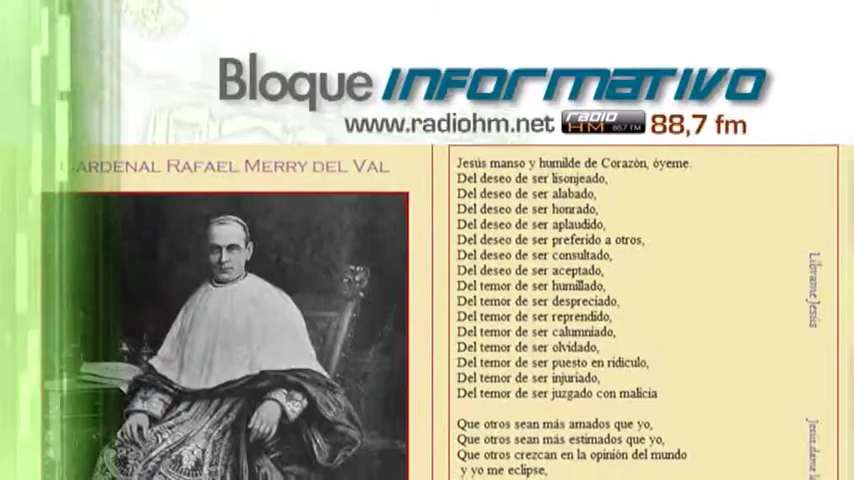 Bloque informativo
www.radiohm.net radio HM 88,7 FM 88,7 fm
CARDENAL RAFAEL MERRY DEL VAL
Jesús manso y humilde de Corazón, óyeme.
Del deseo de ser lisonjeado,
Del deseo de ser alabado,
Del deseo de ser honrado,
Del deseo de ser aplaudido,
Del deseo de ser preferido a otros,
Del deseo de ser consultado,
Del deseo de ser aceptado,
Del temor de ser humillado,
Del temor de ser despreciado,
Del temor de ser reprendido,
Del temor de ser calumniado,
Del temor de ser olvidado,
Del temor de ser puesto en ridículo,
Del temor de ser injuriado,
Del temor de ser juzgado con malicia
Líbrame Jesús
Que otros sean más amados que yo,
Que otros sean más estimados que yo,
Que otros crezcan en la opinión del mundo
y yo me eclipse,
Jesús dame